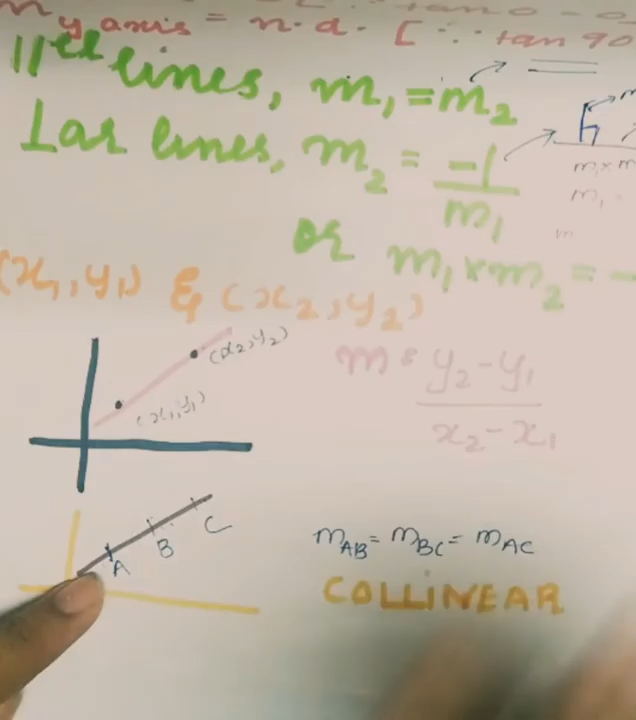 m y axis = n·d· [∵ tan 90
||el lines, m₁ = m₂
⊥ar lines, m₂ = -1/m₁
or m₁ × m₂ = -
(x₁, y₁) & (x₂, y₂)
(x₂, y₂)
(x₁, y₁)
m = y₂ - y₁ / x₂ - x₁
A B C
m_AB = m_BC = m_AC
COLLINEAR